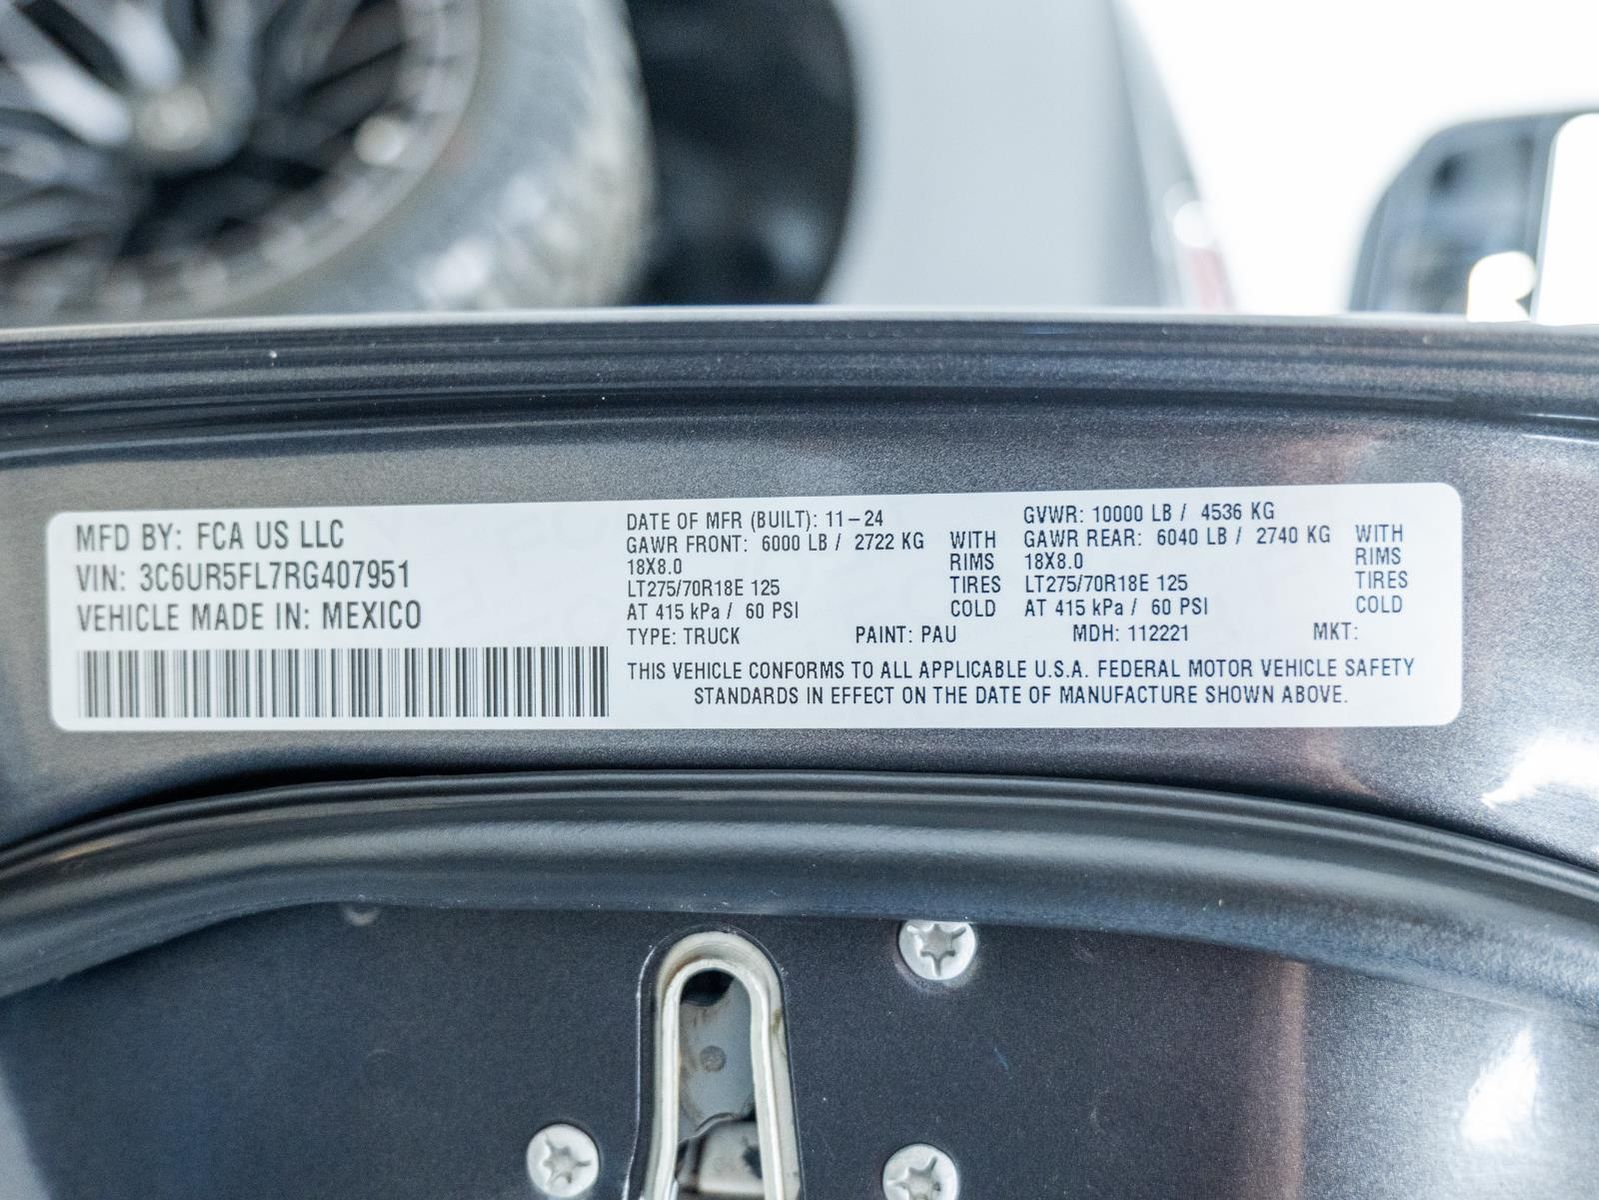 MFD BY: FCA US LLC
VIN: 3C6UR5FL7RG407951
VEHICLE MADE IN: MEXICO
DATE OF MFR (BUILT): 11-24
GAWR FRONT: 6000 LB / 2722 KG WITH
18X8.0 RIMS
LT275/70R18E 125 TIRES
AT 415 kPa / 60 PSI COLD
GVWR: 10000 LB / 4536 KG
GAWR REAR: 6040 LB / 2740 KG WITH
18X8.0 RIMS
LT275/70R18E 125 TIRES
AT 415 kPa / 60 PSI COLD
TYPE: TRUCK PAINT: PAU MDH: 112221 MKT:
THIS VEHICLE CONFORMS TO ALL APPLICABLE U.S.A. FEDERAL MOTOR VEHICLE SAFETY
STANDARDS IN EFFECT ON THE DATE OF MANUFACTURE SHOWN ABOVE.